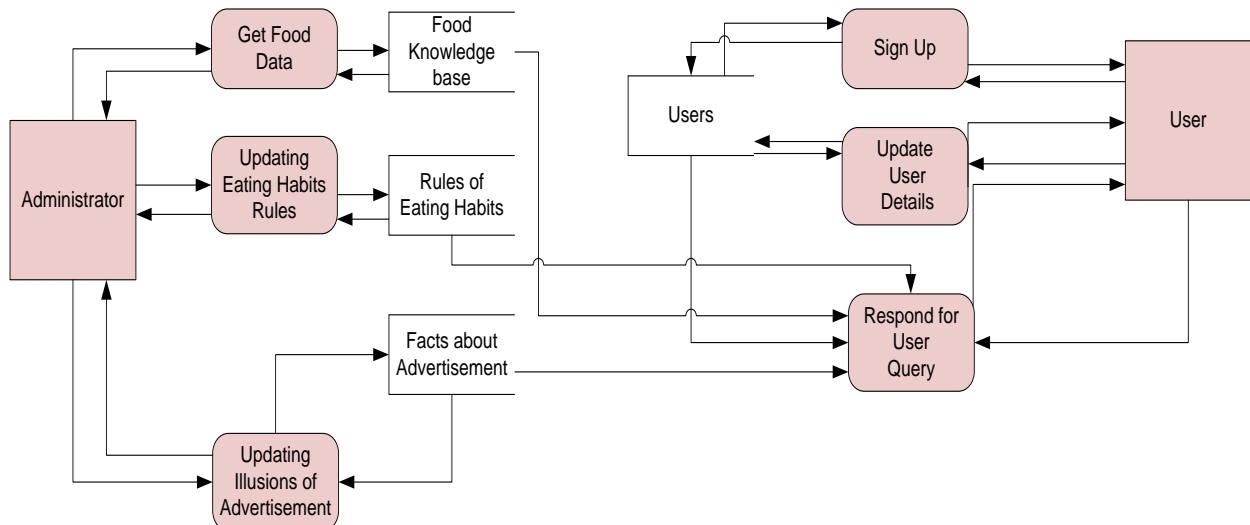 Get Food
Data
Food
Knowledge
base
Sign Up
Users
User
Administrator
Updating
Eating Habits
Rules
Rules of
Eating Habits
Update
User
Details
Respond for
User
Query
Facts about
Advertisement
Updating
Illusions of
Advertisement